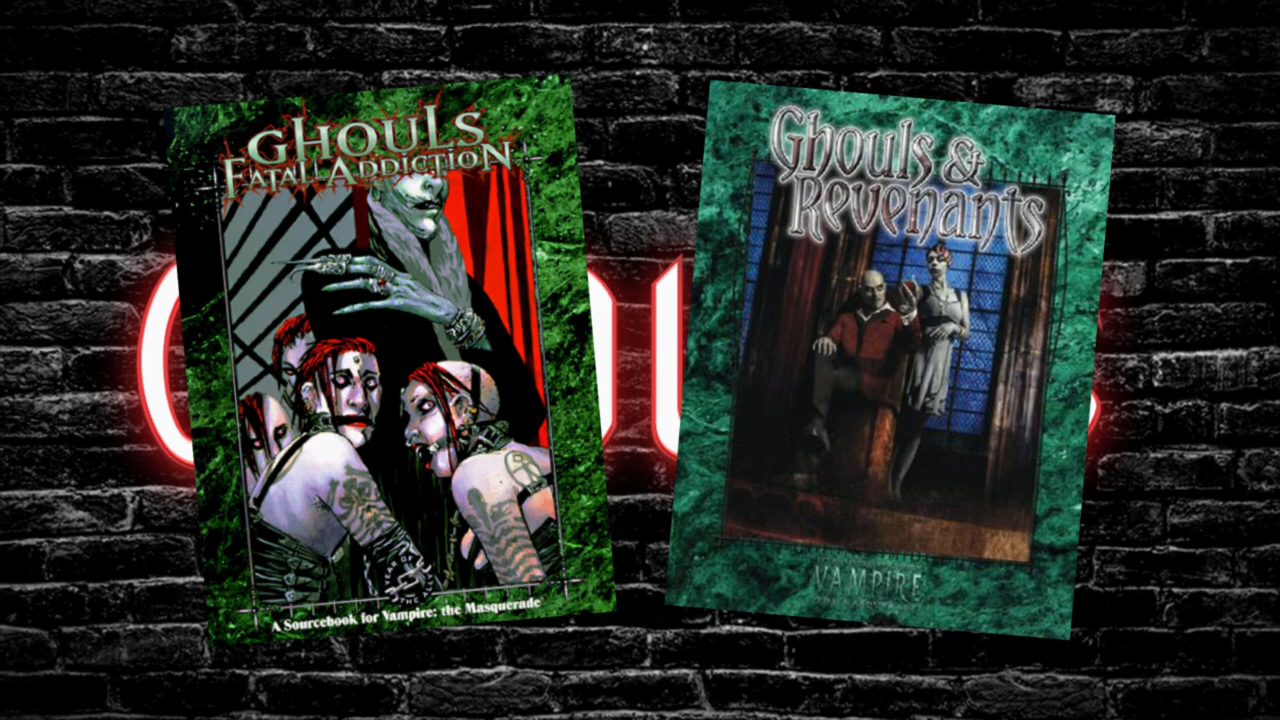 GHOULS
FATAL ADDICTION
A Sourcebook for Vampire: the Masquerade
Ghouls &
Revenants
VAMPIRE